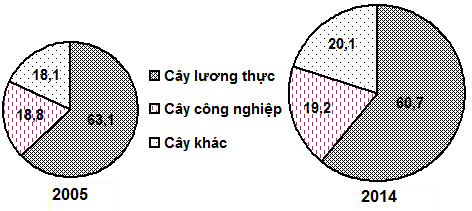 18,1
18,8
63,1
2005
Cây lương thực
Cây công nghiệp
Cây khác
20,1
19,2
60,7
2014